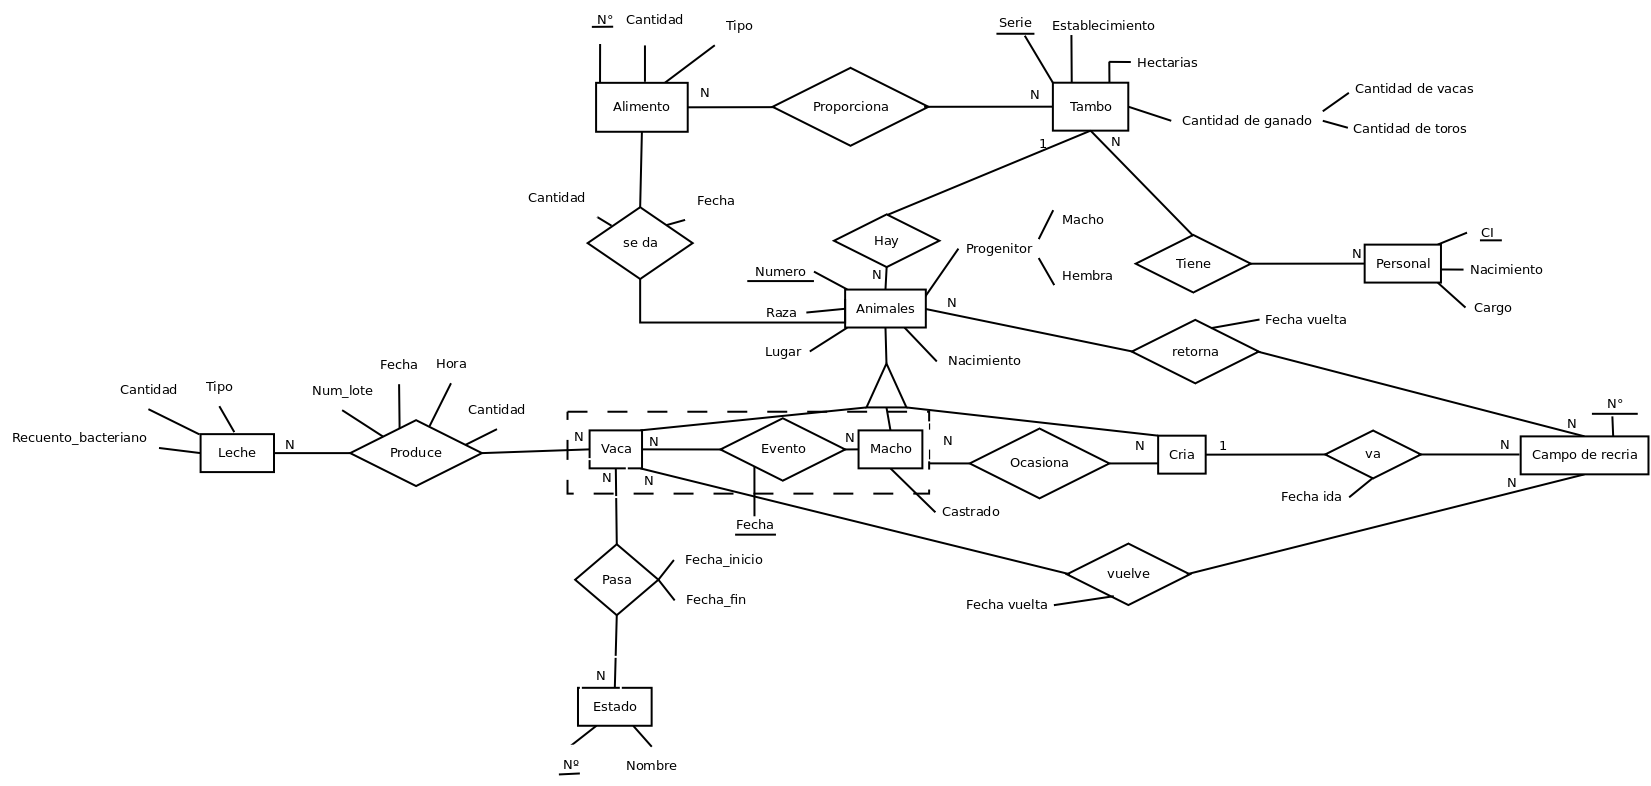 N° Cantidad Tipo
Serie Establecimiento
Hectarias
Cantidad de vacas
Alimento N Proporciona N Tambo Cantidad de ganado
Cantidad de toros
1 N
Cantidad Fecha
Macho
se da Hay Progenitor
CI
Tiene N Personal Nacimiento
Numero N Hembra
Raza Animales N Cargo
Fecha vuelta
Lugar Nacimiento retorna
Fecha Hora
Cantidad Tipo Num_lote Cantidad
N°
N
Recuento_bacteriano N N N N N N 1 N
Leche Produce Vaca Evento Macho Ocasiona Cria va Campo de recria
N N N
Castrado Fecha ida
Fecha
Fecha_inicio
Pasa vuelve
Fecha_fin Fecha vuelta
N
Estado
Nº Nombre